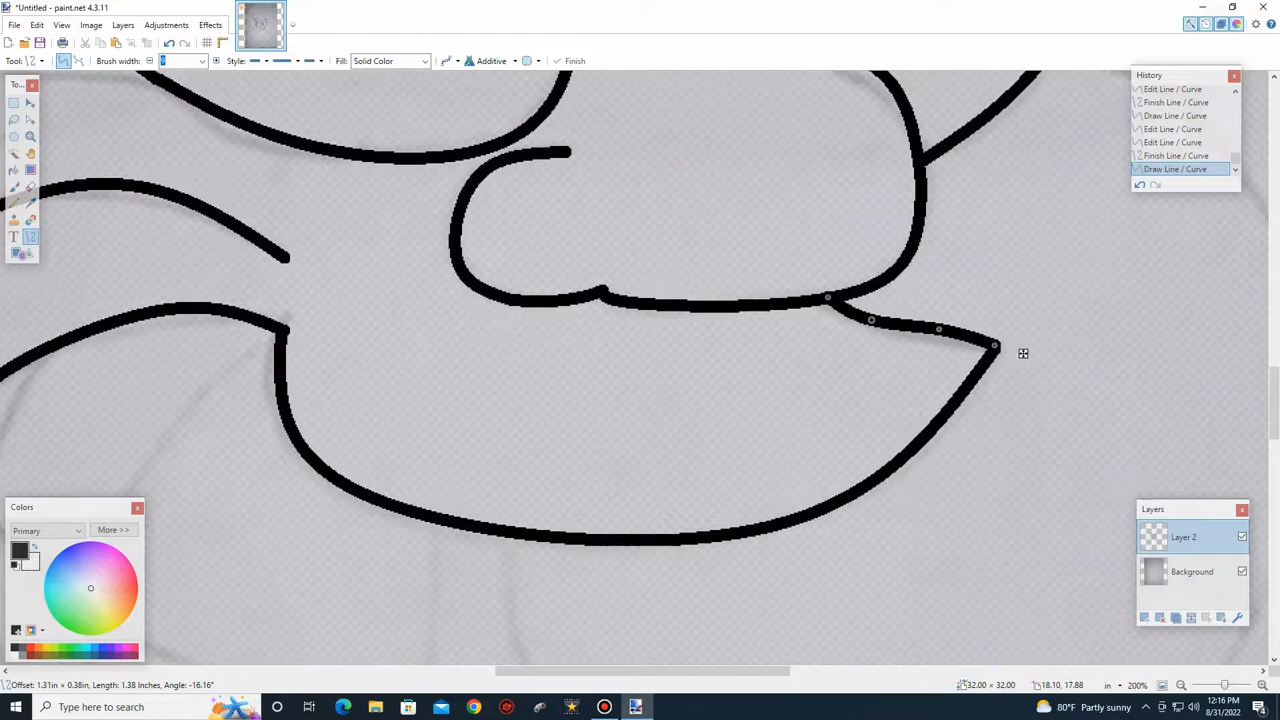 *Untitled - paint.net 4.3.11
File Edit View Image Layers Adjustments Effects
Tool: Brush width: Style: Fill: Solid Color Additive Finish
To...
History
Edit Line / Curve
Finish Line / Curve
Draw Line / Curve
Edit Line / Curve
Edit Line / Curve
Finish Line / Curve
Draw Line / Curve
Colors
Primary More >>
Layers
Layer 2
Background
Offset: 1.31in × 0.38in, Length: 1.38 Inches, Angle: -16.16°
32.00 × 32.00 18.10, 17.88 in 200%
Type here to search
80°F Partly sunny
12:16 PM
8/31/2022